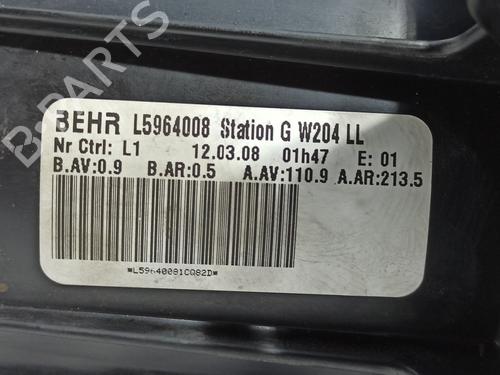 B-PARTS
BEHR L5964008 Station G W204 LL
Nr Ctrl: L1 12.03.08 01h47 E: 01
B.AV:0.9 B.AR:0.5 A.AV:110.9 A.AR:213.5
*L59640081CQ82D*